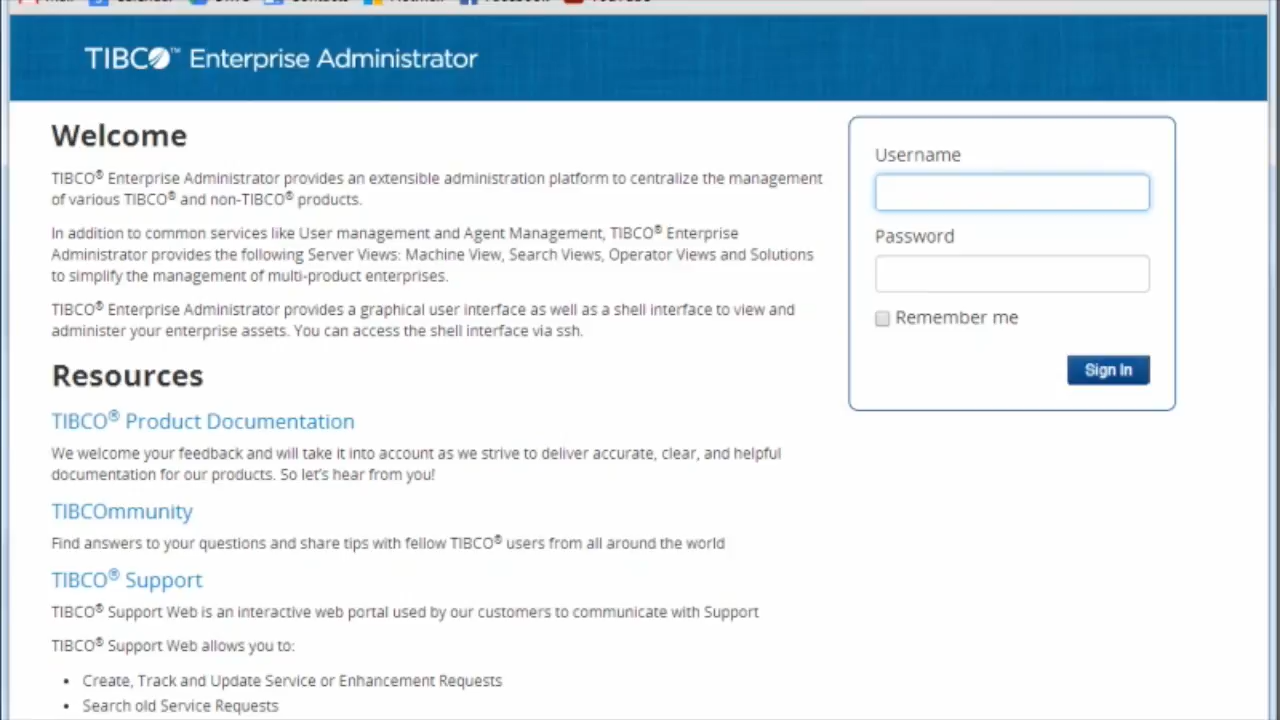 TIBCO™ Enterprise Administrator
Welcome
TIBCO® Enterprise Administrator provides an extensible administration platform to centralize the management
of various TIBCO® and non-TIBCO® products.
In addition to common services like User management and Agent Management, TIBCO® Enterprise
Administrator provides the following Server Views: Machine View, Search Views, Operator Views and Solutions
to simplify the management of multi-product enterprises.
TIBCO® Enterprise Administrator provides a graphical user interface as well as a shell interface to view and
administer your enterprise assets. You can access the shell interface via ssh.
Resources
TIBCO® Product Documentation
We welcome your feedback and will take it into account as we strive to deliver accurate, clear, and helpful
documentation for our products. So let's hear from you!
TIBCOmmunity
Find answers to your questions and share tips with fellow TIBCO® users from all around the world
TIBCO® Support
TIBCO® Support Web is an interactive web portal used by our customers to communicate with Support
TIBCO® Support Web allows you to:
• Create, Track and Update Service or Enhancement Requests
• Search old Service Requests
Username
Password
Remember me
Sign In